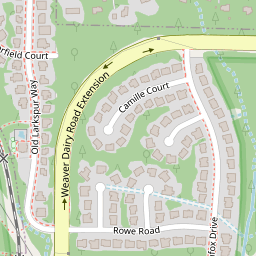 rfield Court
Camille Court
Old Larkspur Way
Weaver Dairy Road Extension
Rowe Road
fox Drive